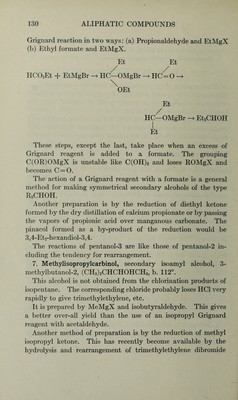 130 ALIPHATIC COMPOUNDS
Grignard reaction in two ways: (a) Propionaldehyde and EtMgX
(b) Ethyl formate and EtMgX.
Et Et
HCO₂Et + EtMgBr → HC—OMgBr → HC=O →
OEt
Et
HC—OMgBr → Et₂CHOH
Et
These steps, except the last, take place when an excess of
Grignard reagent is added to a formate. The grouping
C(OR)OMgX is unstable like C(OH)₂ and loses ROMgX and
becomes C=O.
The action of a Grignard reagent with a formate is a general
method for making symmetrical secondary alcohols of the type
R₂CHOH.
Another preparation is by the reduction of diethyl ketone
formed by the dry distillation of calcium propionate or by passing
the vapors of propionic acid over manganous carbonate. The
pinacol formed as a by-product of the reduction would be
3,4-Et₂-hexandiol-3,4.
The reactions of pentanol-3 are like those of pentanol-2 in-
cluding the tendency for rearrangement.
7. Methylisopropylcarbinol, secondary isoamyl alcohol, 3-
methylbutanol-2, (CH₃)₂CHCHOHCH₃, b. 112°.
This alcohol is not obtained from the chlorination products of
isopentane. The corresponding chloride probably loses HCl very
rapidly to give trimethylethylene, etc.
It is prepared by MeMgX and isobutyraldehyde. This gives
a better over-all yield than the use of an isopropyl Grignard
reagent with acetaldehyde.
Another method of preparation is by the reduction of methyl
isopropyl ketone. This has recently become available by the
hydrolysis and rearrangement of trimethylethylene dibromide